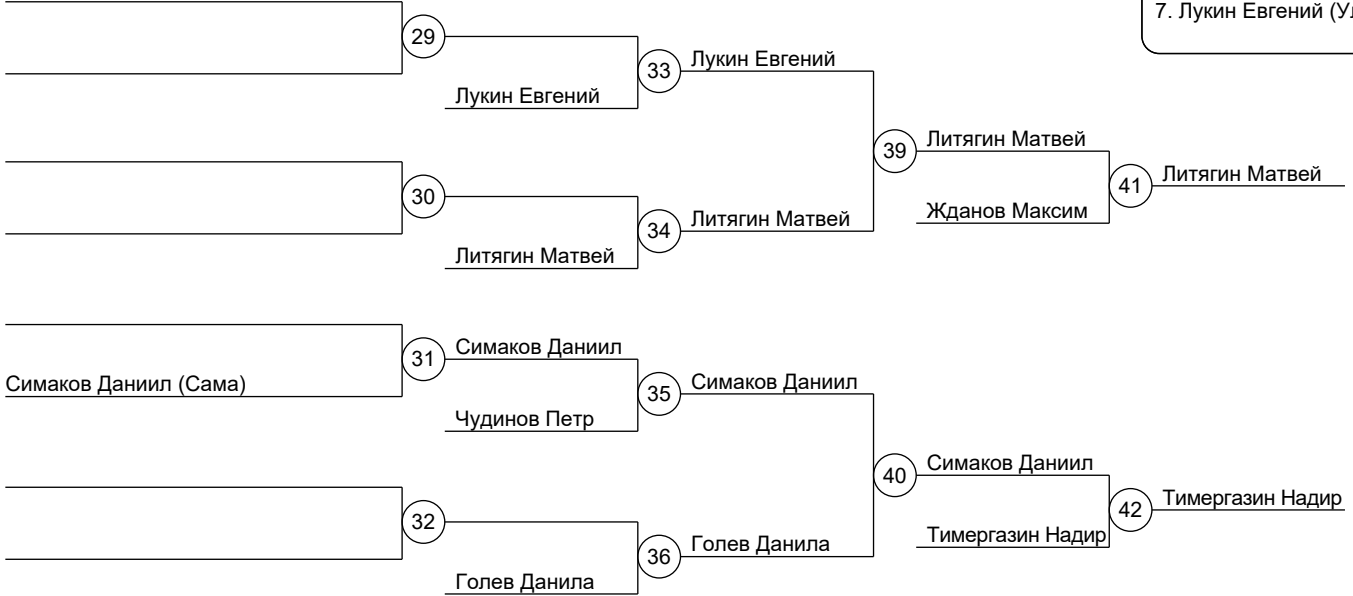 7. Лукин Евгений (Ул
29
33
Лукин Евгений
Лукин Евгений
39
Литягин Матвей
30
41
Литягин Матвей
34
Литягин Матвей
Жданов Максим
Литягин Матвей
31
Симаков Даниил
Симаков Даниил (Сама)
35
Симаков Даниил
Чудинов Петр
40
Симаков Даниил
32
42
Тимергазин Надир
36
Голев Данила
Тимергазин Надир
Голев Данила